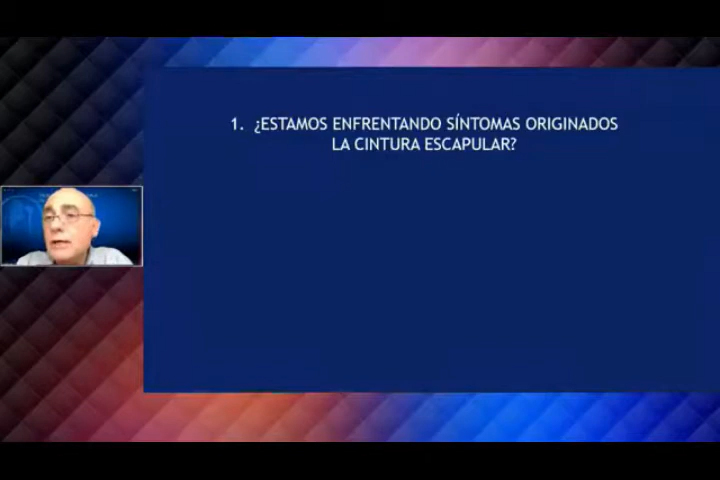 1. ¿ESTAMOS ENFRENTANDO SÍNTOMAS ORIGINADOS
LA CINTURA ESCAPULAR?